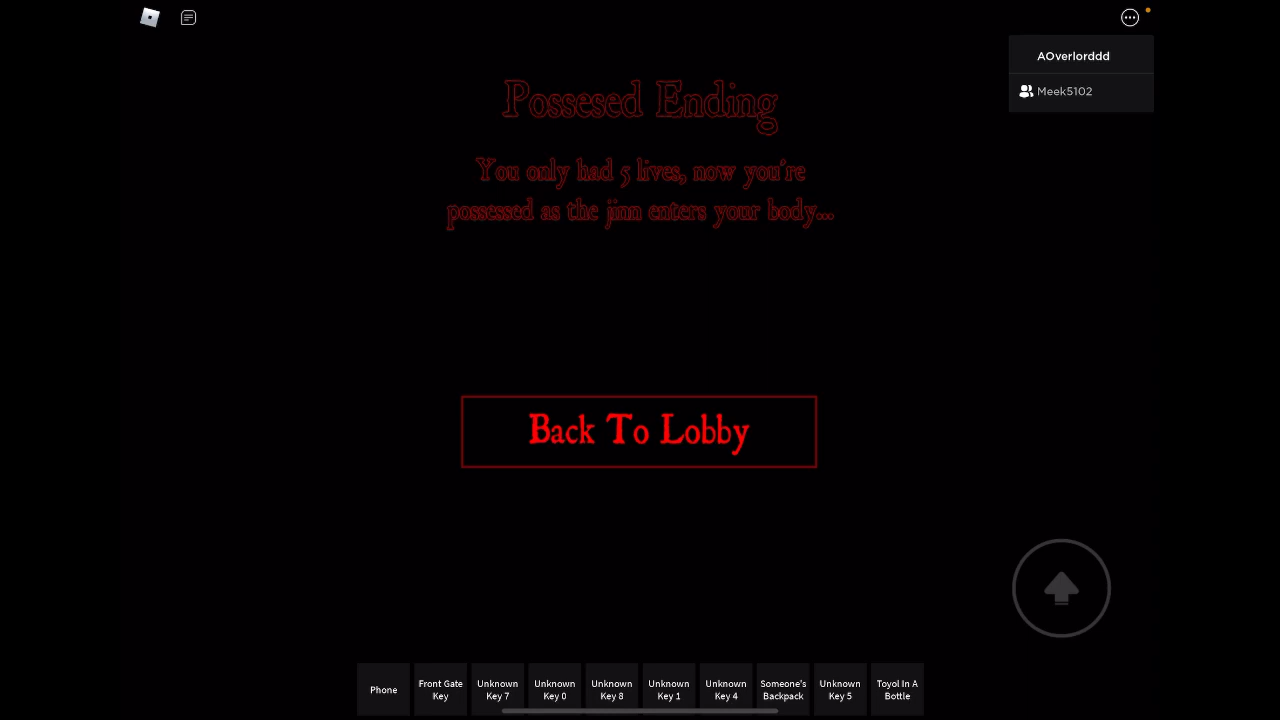 AOverlorddd
Meek5102
Possesed Ending
You only had 5 lives, now you're
possessed as the jinn enters your body...
Back To Lobby
Phone
Front Gate
Key
Unknown
Key 7
Unknown
Key 0
Unknown
Key 8
Unknown
Key 1
Unknown
Key 4
Someone's
Backpack
Unknown
Key 5
Toyol In A
Bottle